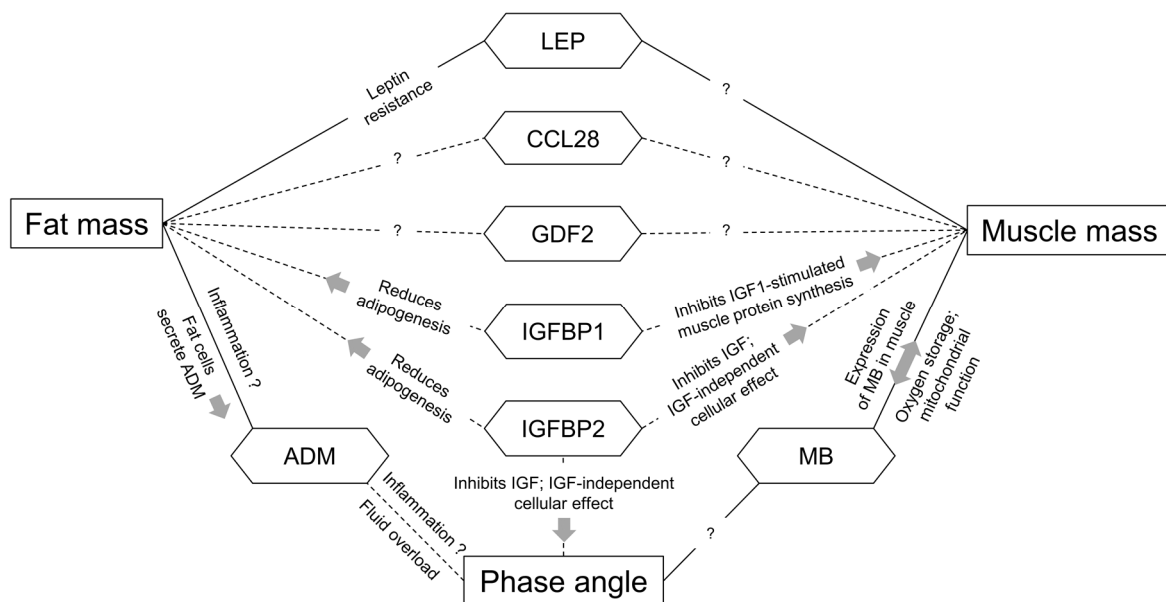 LEP
Leptin
resistance
?
CCL28
?
?
Fat mass
Muscle mass
GDF2
?
?
Reduces
adipogenesis
IGFBP1
Inhibits IGF1-stimulated
muscle protein synthesis
Reduces
adipogenesis
IGFBP2
Inhibits IGF;
IGF-independent
cellular effect
Inflammation ?
Fat cells
secrete ADM
Expression
of MB in muscle
Oxygen storage;
mitochondrial
function
ADM
MB
Inhibits IGF; IGF-independent
cellular effect
Inflammation ?
Fluid overload
?
Phase angle